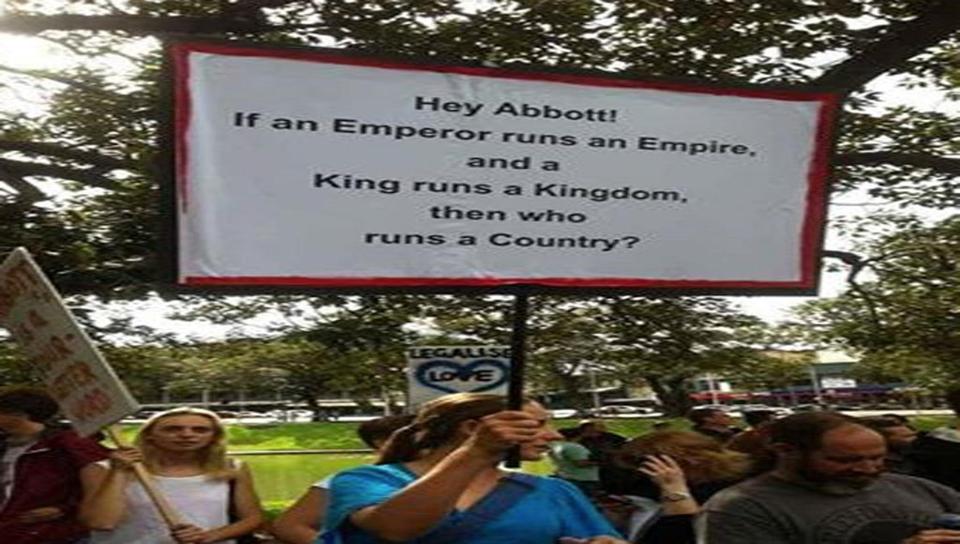 Hey Abbott!
If an Emperor runs an Empire,
and a
King runs a Kingdom,
then who
runs a Country?
LEGALISE
LOVE